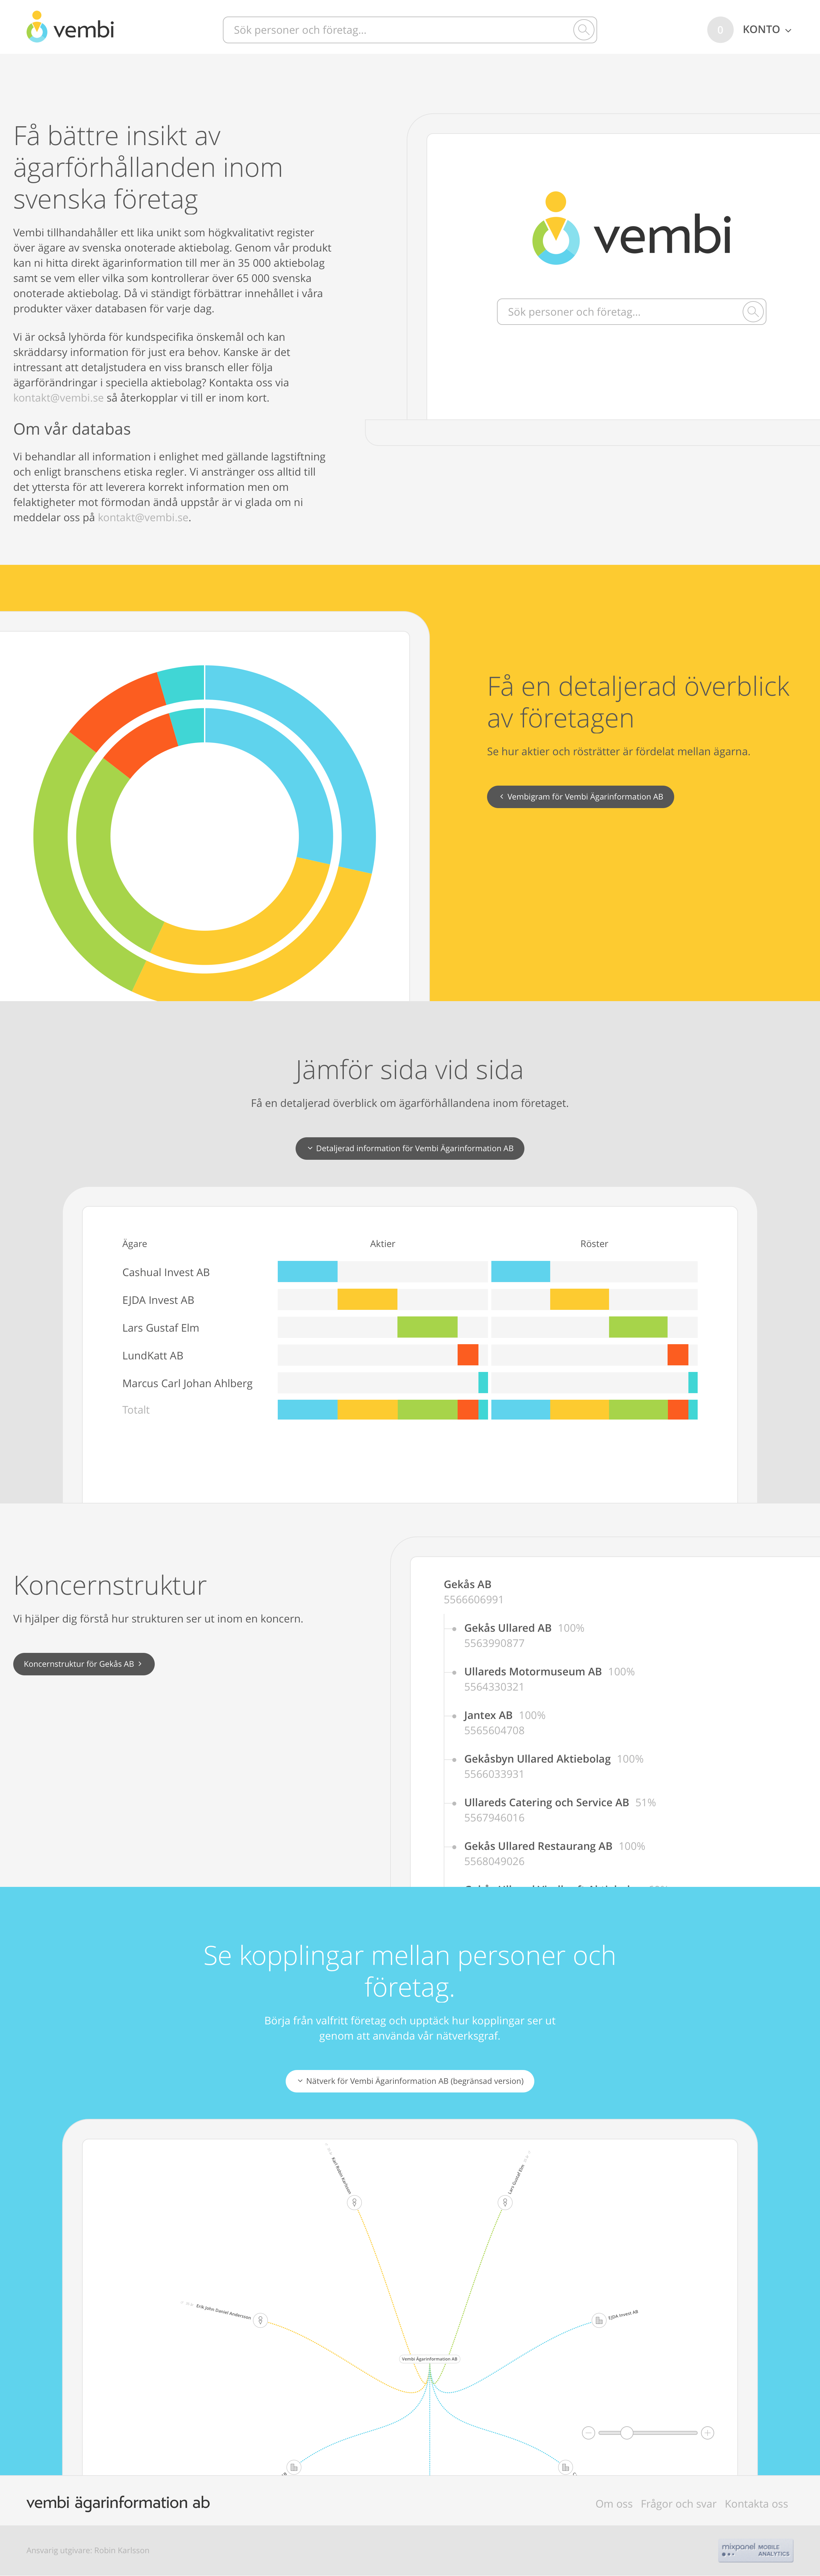 vembi
Sök personer och företag...
0
KONTO
Få bättre insikt av
ägarförhållanden inom
svenska företag
Vembi tillhandahåller ett lika unikt som högkvalitativt register
över ägare av svenska onoterade aktiebolag. Genom vår produkt
kan ni hitta direkt ägarinformation till mer än 35 000 aktiebolag
samt se vem eller vilka som kontrollerar över 65 000 svenska
onoterade aktiebolag. Då vi ständigt förbättrar innehållet i våra
produkter växer databasen för varje dag.
Vi är också lyhörda för kundspecifika önskemål och kan
skräddarsy information för just era behov. Kanske är det
intressant att detaljstudera en viss bransch eller följa
ägarförändringar i speciella aktiebolag? Kontakta oss via
kontakt@vembi.se så återkopplar vi till er inom kort.
Om vår databas
Vi behandlar all information i enlighet med gällande lagstiftning
och enligt branschens etiska regler. Vi anstränger oss alltid till
det yttersta för att leverera korrekt information men om
felaktigheter mot förmodan ändå uppstår är vi glada om ni
meddelar oss på kontakt@vembi.se.
vembi
Sök personer och företag...
Få en detaljerad överblick
av företagen
Se hur aktier och rösträtter är fördelat mellan ägarna.
Vembigram för Vembi Ägarinformation AB
Jämför sida vid sida
Få en detaljerad överblick om ägarförhållandena inom företaget.
Detaljerad information för Vembi Ägarinformation AB
Ägare Aktier Röster
Cashual Invest AB
EJDA Invest AB
Lars Gustaf Elm
LundKatt AB
Marcus Carl Johan Ahlberg
Totalt
Koncernstruktur
Vi hjälper dig förstå hur strukturen ser ut inom en koncern.
Koncernstruktur för Gekås AB
Gekås AB
5566606991
Gekås Ullared AB 100%
5563990877
Ullareds Motormuseum AB 100%
5564330321
Jantex AB 100%
5565604708
Gekåsbyn Ullared Aktiebolag 100%
5566033931
Ullareds Catering och Service AB 51%
5567946016
Gekås Ullared Restaurang AB 100%
5568049026
Se kopplingar mellan personer och
företag.
Börja från valfritt företag och upptäck hur kopplingar ser ut
genom att använda vår nätverksgraf.
Nätverk för Vembi Ägarinformation AB (begränsad version)
Karl Robin Karlsson
Lars Gustaf Elm
Erik John Daniel Andersson
EJDA Invest AB
Vembi Ägarinformation AB
vembi ägarinformation ab
Om oss Frågor och svar Kontakta oss
Ansvarig utgivare: Robin Karlsson
mixpanel MOBILE ANALYTICS